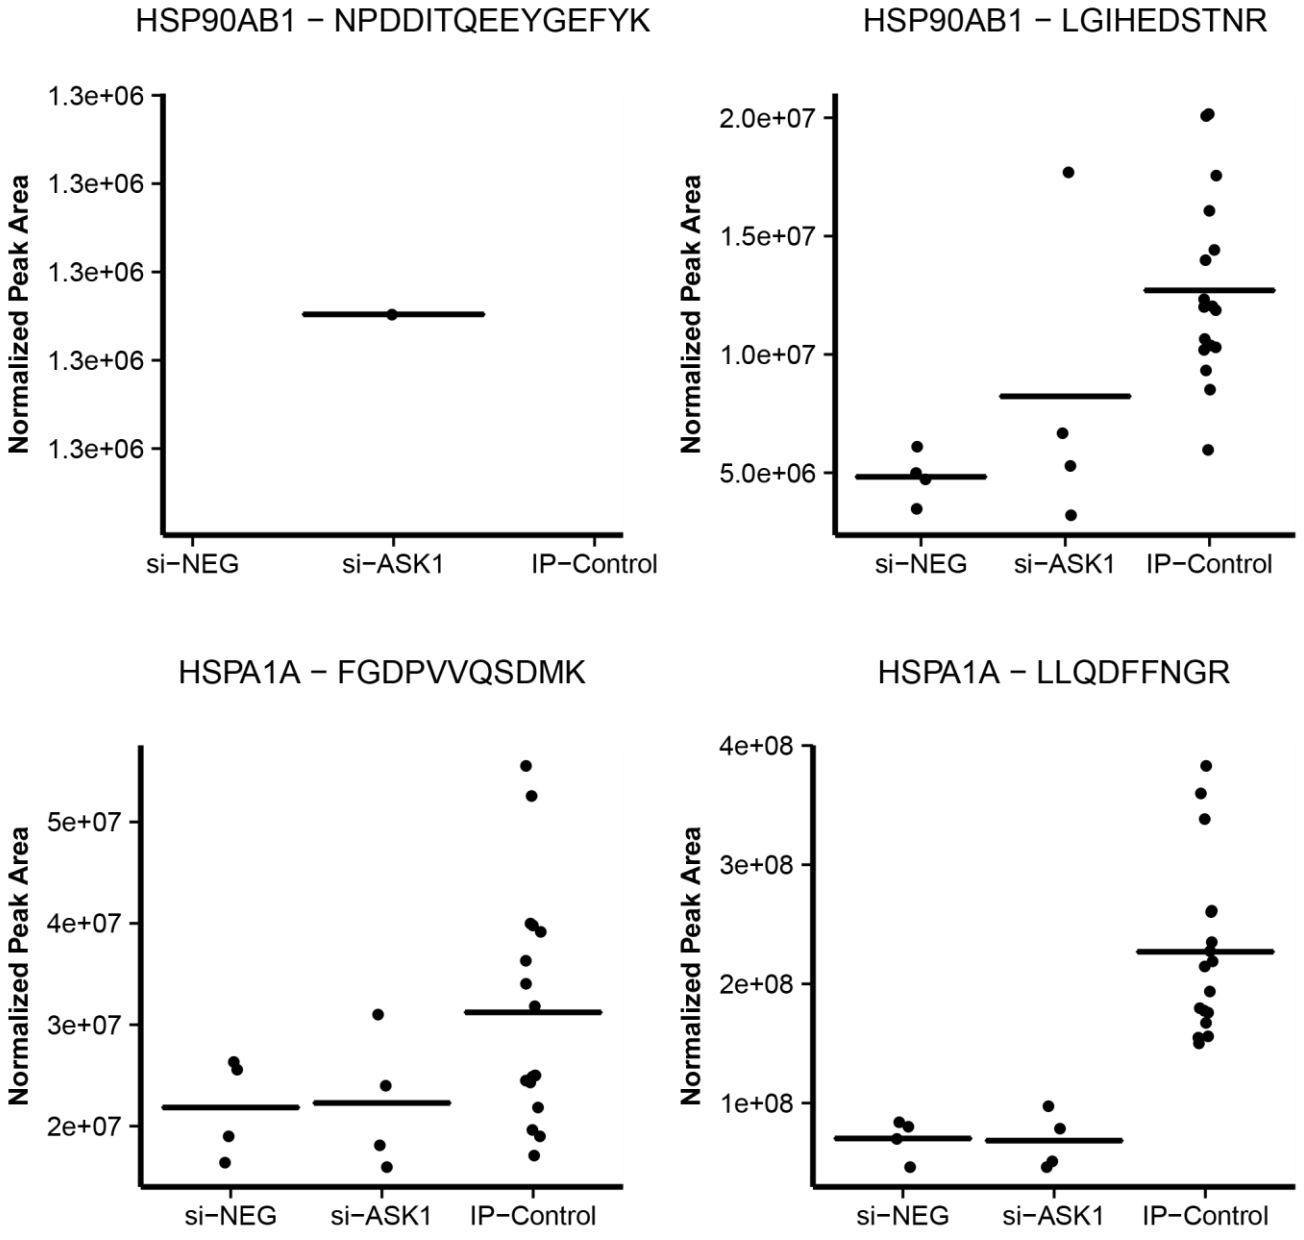 HSP90AB1 − NPDDITQEEYGEFYK
Normalized Peak Area
1.3e+06
1.3e+06
1.3e+06
1.3e+06
1.3e+06
si−NEG si−ASK1 IP−Control
HSP90AB1 − LGIHEDSTNR
Normalized Peak Area
2.0e+07
1.5e+07
1.0e+07
5.0e+06
si−NEG si−ASK1 IP−Control
HSPA1A − FGDPVVQSDMK
Normalized Peak Area
5e+07
4e+07
3e+07
2e+07
si−NEG si−ASK1 IP−Control
HSPA1A − LLQDFFNGR
Normalized Peak Area
4e+08
3e+08
2e+08
1e+08
si−NEG si−ASK1 IP−Control